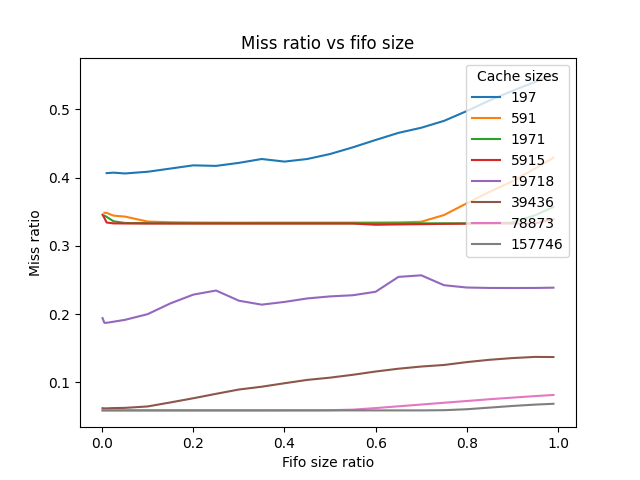 Miss ratio vs fifo size
Cache sizes
197
591
1971
5915
19718
39436
78873
157746
Miss ratio
0.5
0.4
0.3
0.2
0.1
0.0 0.2 0.4 0.6 0.8 1.0
Fifo size ratio